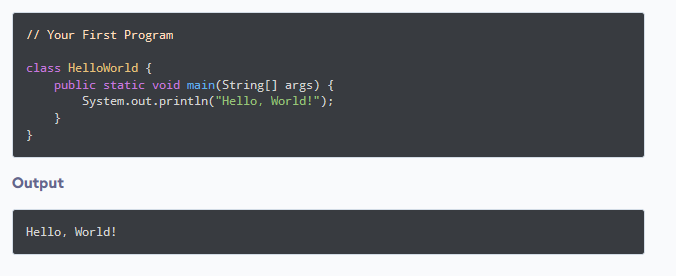 // Your First Program
class HelloWorld {
    public static void main(String[] args) {
        System.out.println("Hello, World!");
    }
}
Output
Hello, World!